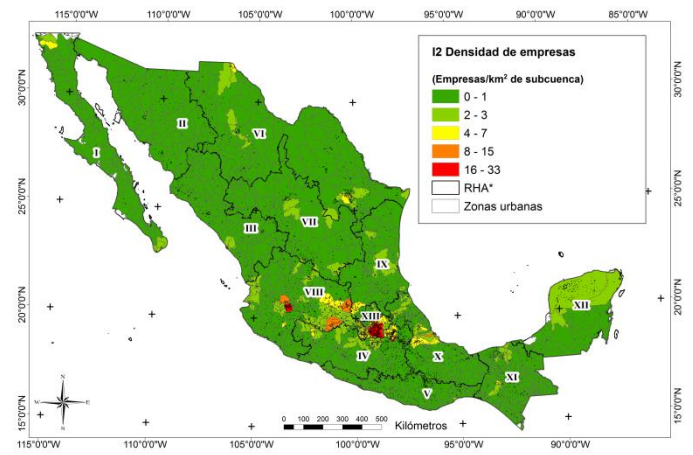 115°0'0"W 110°0'0"W 105°0'0"W 100°0'0"W 95°0'0"W 90°0'0"W 85°0'0"W
30°0'0"N
25°0'0"N
20°0'0"N
15°0'0"N
I2 Densidad de empresas
(Empresas/km² de subcuenca)
0 - 1
2 - 3
4 - 7
8 - 15
16 - 33
RHA*
Zonas urbanas
30°0'0"N
25°0'0"N
20°0'0"N
15°0'0"N
I
II
VI
III
VII
IX
VIII
XIII
IV
X
V
XI
XII
N
W E
S
0 50 100 200 300 400 500
Kilómetros
115°0'0"W 110°0'0"W 105°0'0"W 100°0'0"W 95°0'0"W 90°0'0"W